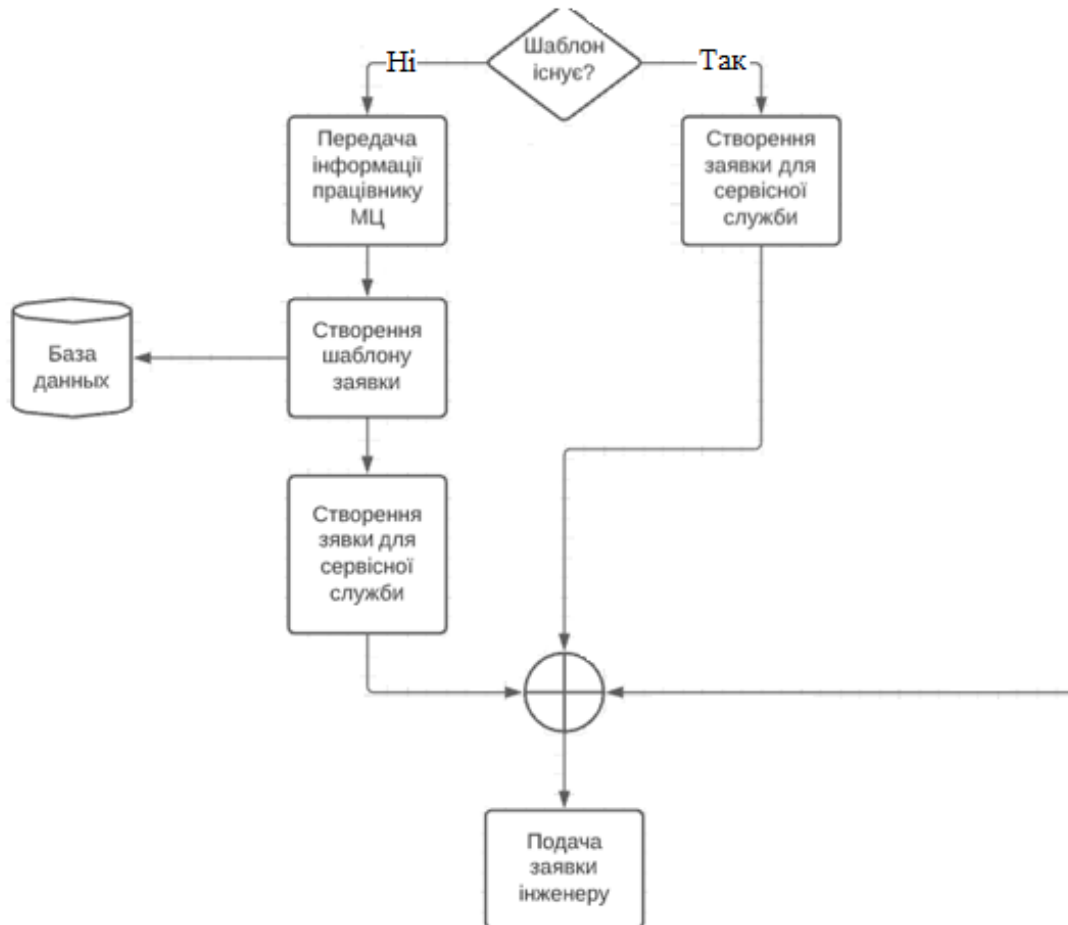 Шаблон
існує?
Ні
Так
Передача
інформації
працівнику
МЦ
Створення
заявки для
сервісної
служби
База
данных
Створення
шаблону
заявки
Створення
зявки для
сервісної
служби
Подача
заявки
інженеру